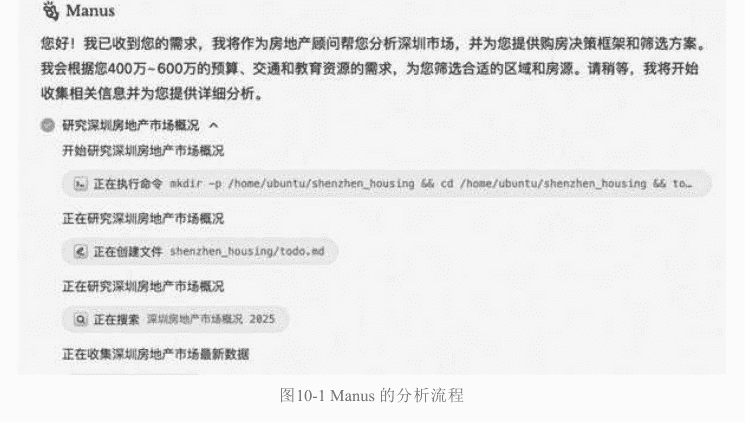 Manus
您好！我已收到您的需求，我将作为房地产顾问帮您分析深圳市场，并为您提供购房决策框架和筛选方案。
我会根据您400万~600万的预算、交通和教育资源的需求，为您筛选合适的区域和房源。请稍等，我将开始
收集相关信息并为您提供详细分析。
研究深圳房地产市场概况
开始研究深圳房地产市场概况
正在执行命令 mkdir -p /home/ubuntu/shenzhen_housing && cd /home/ubuntu/shenzhen_housing && to…
正在研究深圳房地产市场概况
正在创建文件 shenzhen_housing/todo.md
正在研究深圳房地产市场概况
正在搜索 深圳房地产市场概况 2025
正在收集深圳房地产市场最新数据
图10-1 Manus 的分析流程